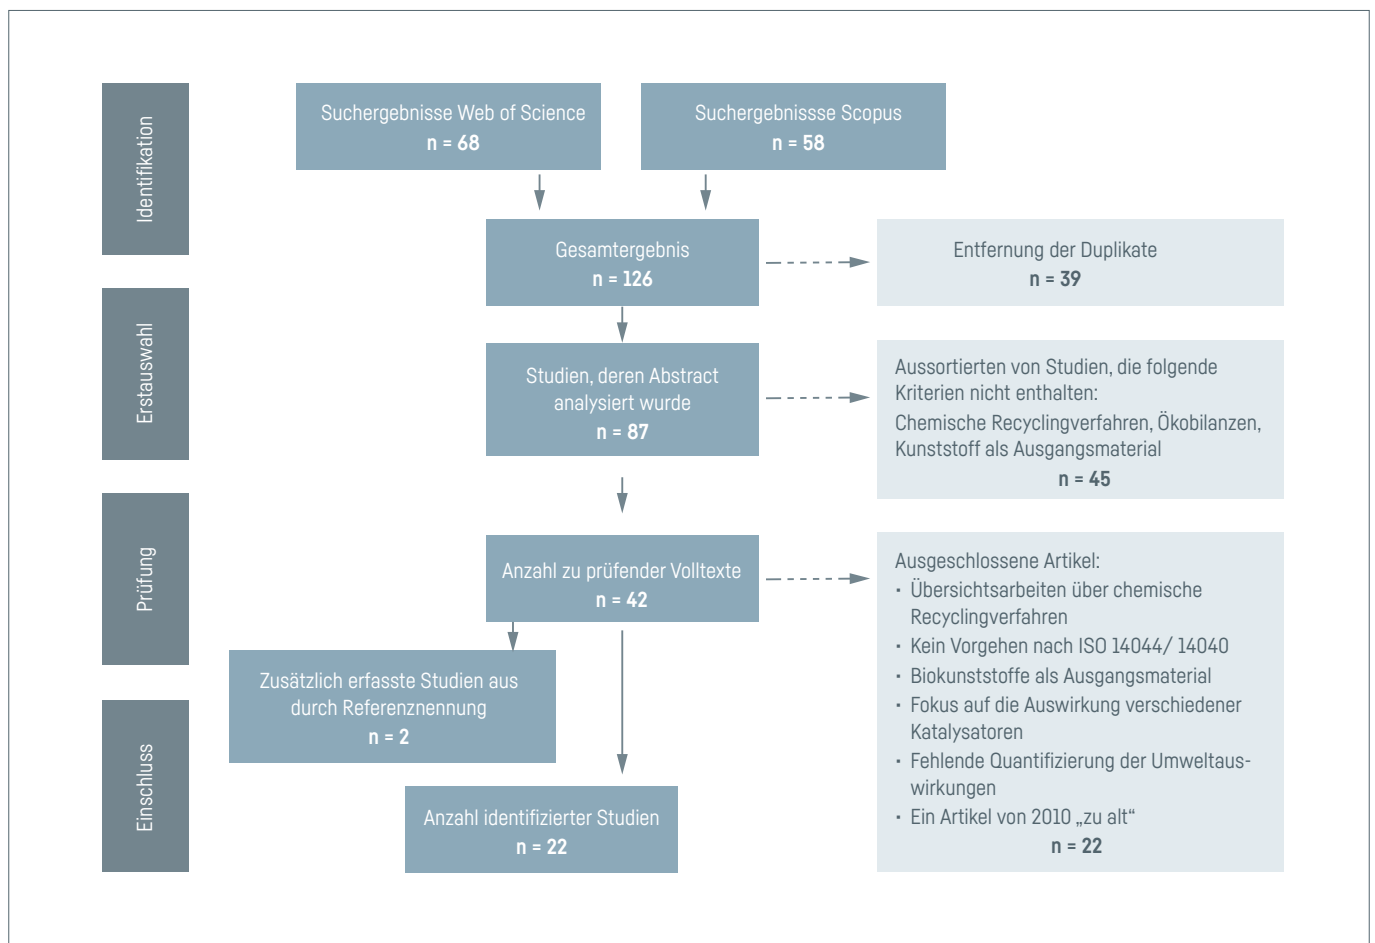 Identifikation
Suchergebnisse Web of Science
n = 68
Suchergebnissse Scopus
n = 58
Gesamtergebnis
n = 126
Entfernung der Duplikate
n = 39
Erstauswahl
Studien, deren Abstract
analysiert wurde
n = 87
Aussortierten von Studien, die folgende
Kriterien nicht enthalten:
Chemische Recyclingverfahren, Ökobilanzen,
Kunststoff als Ausgangsmaterial
n = 45
Prüfung
Anzahl zu prüfender Volltexte
n = 42
Ausgeschlossene Artikel:
· Übersichtsarbeiten über chemische
Recyclingverfahren
· Kein Vorgehen nach ISO 14044/ 14040
· Biokunststoffe als Ausgangsmaterial
· Fokus auf die Auswirkung verschiedener
Katalysatoren
· Fehlende Quantifizierung der Umweltaus-
wirkungen
· Ein Artikel von 2010 „zu alt“
n = 22
Zusätzlich erfasste Studien aus
durch Referenznennung
n = 2
Einschluss
Anzahl identifizierter Studien
n = 22